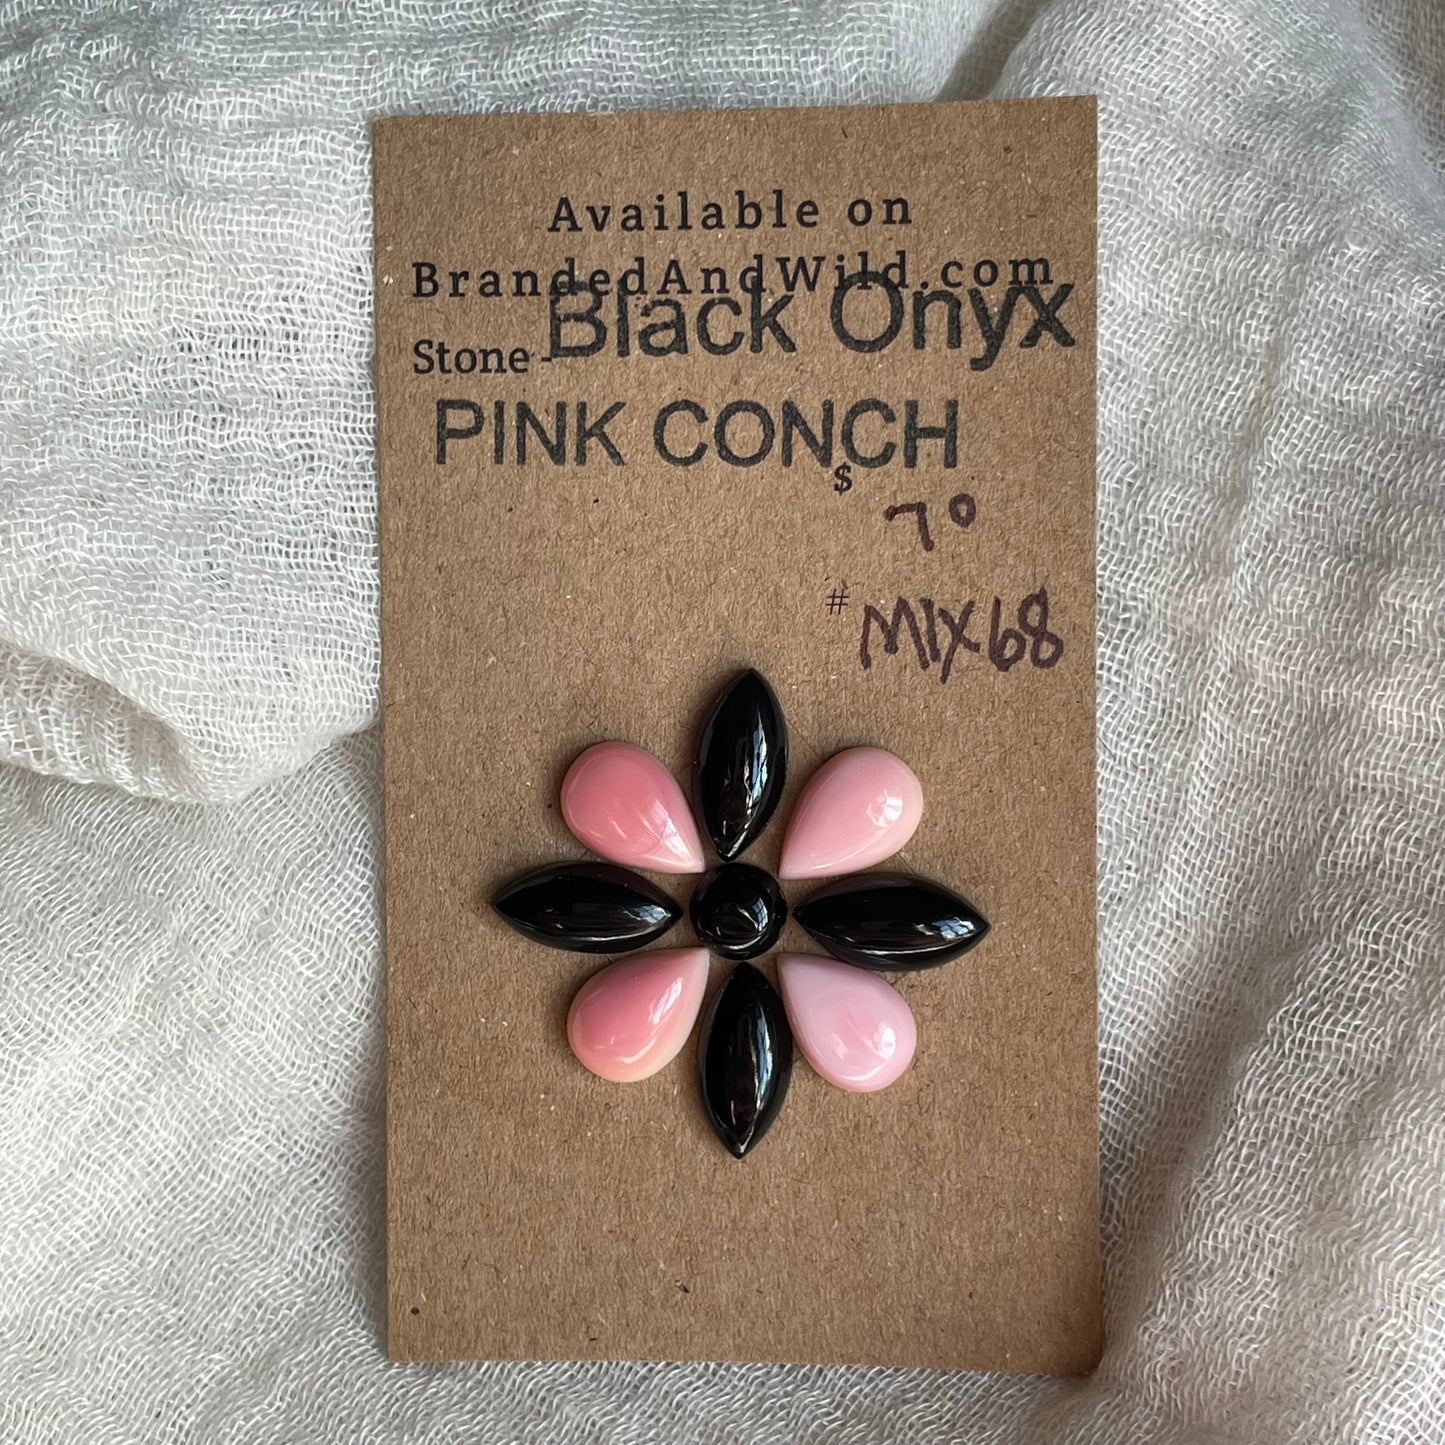 Available on
BrandedAndWild.com
Stone - Black Onyx
PINK CONCH
$ 70
# MIX68